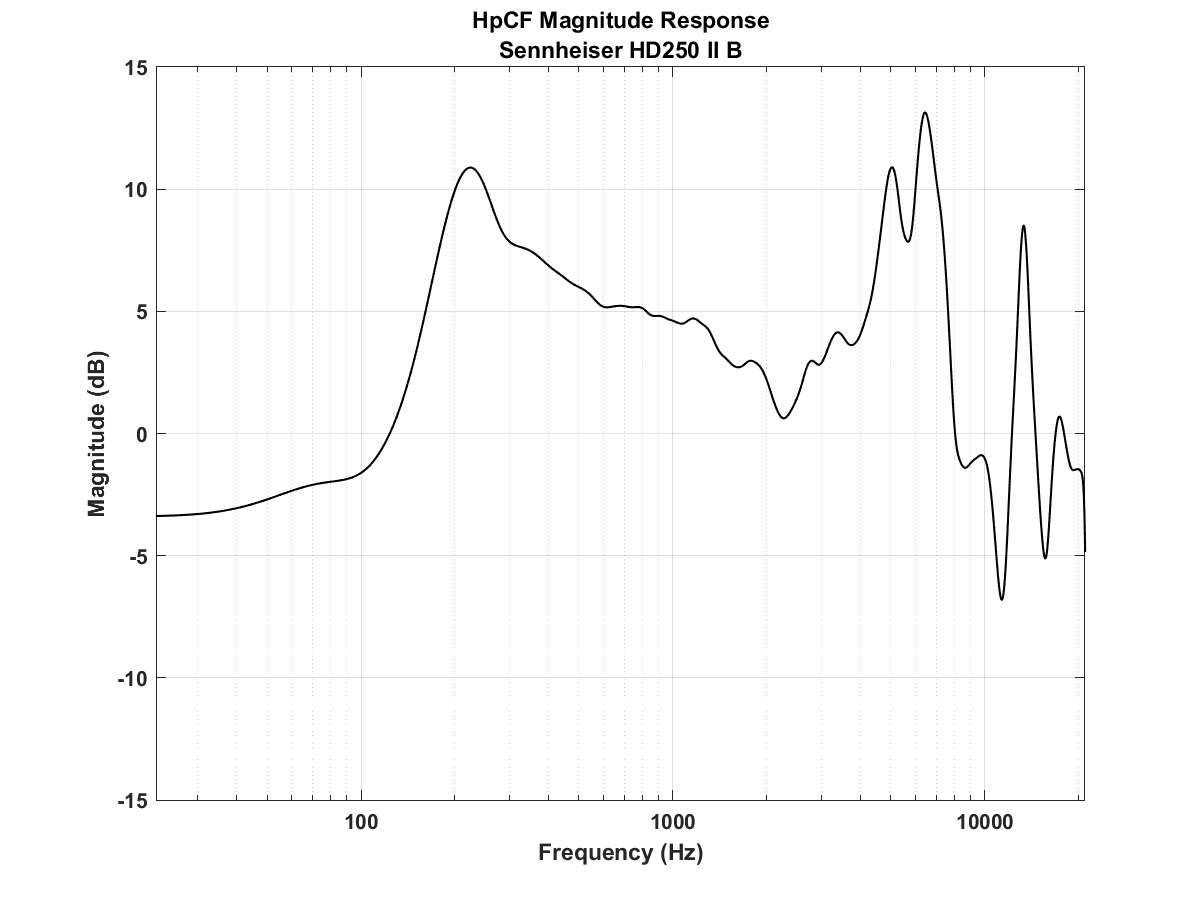 HpCF Magnitude Response
Sennheiser HD250 II B
15
10
5
0
-5
-10
-15
Magnitude (dB)
100
1000
10000
Frequency (Hz)